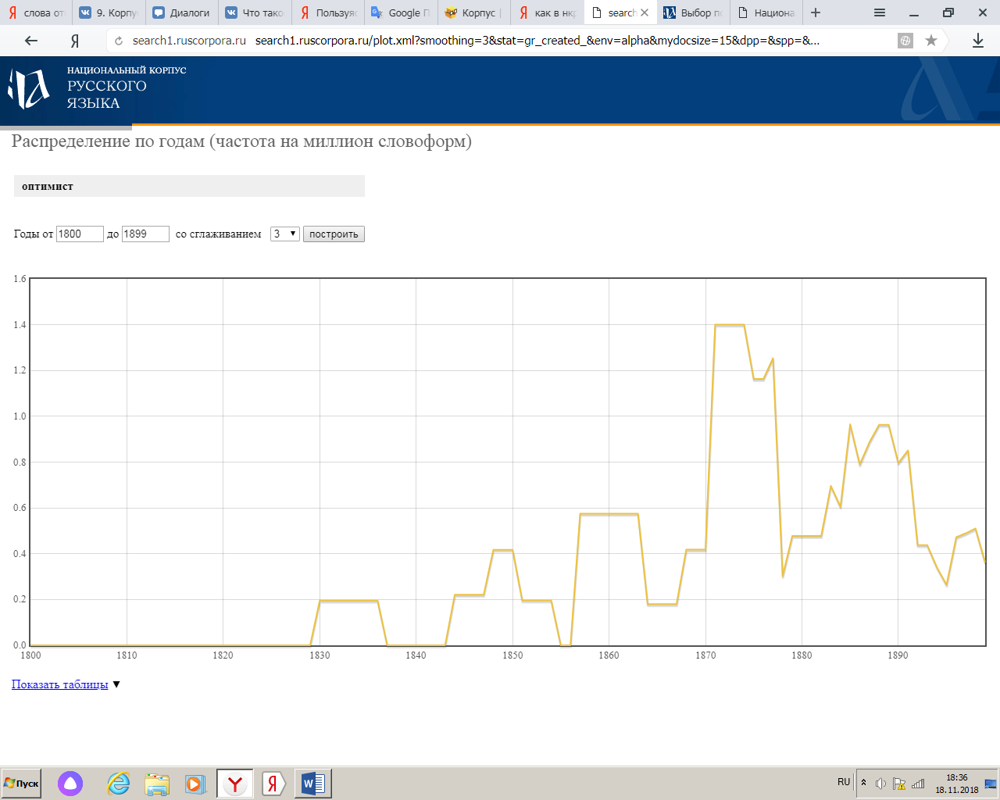 слова от
9. Корпу
Диалоги
Что тако
Пользуяс
Google П
Корпус |
как в нкр
search
Выбор по
Национа
search1.ruscorpora.ru search1.ruscorpora.ru/plot.xml?smoothing=3&stat=gr_created_&env=alpha&mydocsize=15&dpp=&spp=&...
НАЦИОНАЛЬНЫЙ КОРПУС
РУССКОГО
ЯЗЫКА
Распределение по годам (частота на миллион словоформ)
оптимист
Годы от 1800 до 1899 со сглаживанием 3 построить
1.6
1.4
1.2
1.0
0.8
0.6
0.4
0.2
0.0
1800 1810 1820 1830 1840 1850 1860 1870 1880 1890
Показать таблицы ▼
Пуск
RU
18:36
18.11.2018